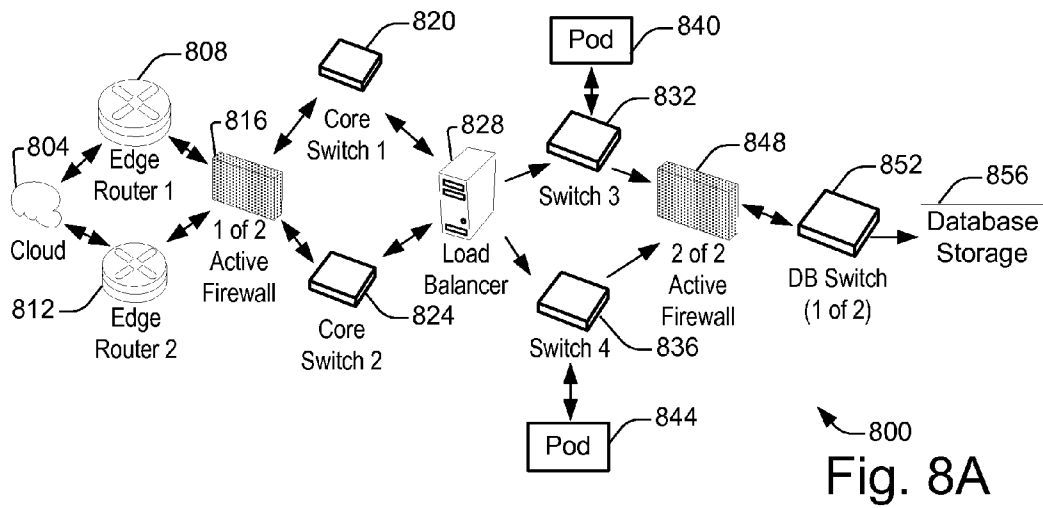 808
820
840
Pod
832
816
Core
Switch 1
828
848
804
Edge
Router 1
Switch 3
852
856
Database
Storage
Cloud
1 of 2
Active
Firewall
Load
Balancer
2 of 2
Active
Firewall
DB Switch
(1 of 2)
812
Edge
Router 2
824
Core
Switch 2
Switch 4
836
844
Pod
800
Fig. 8A